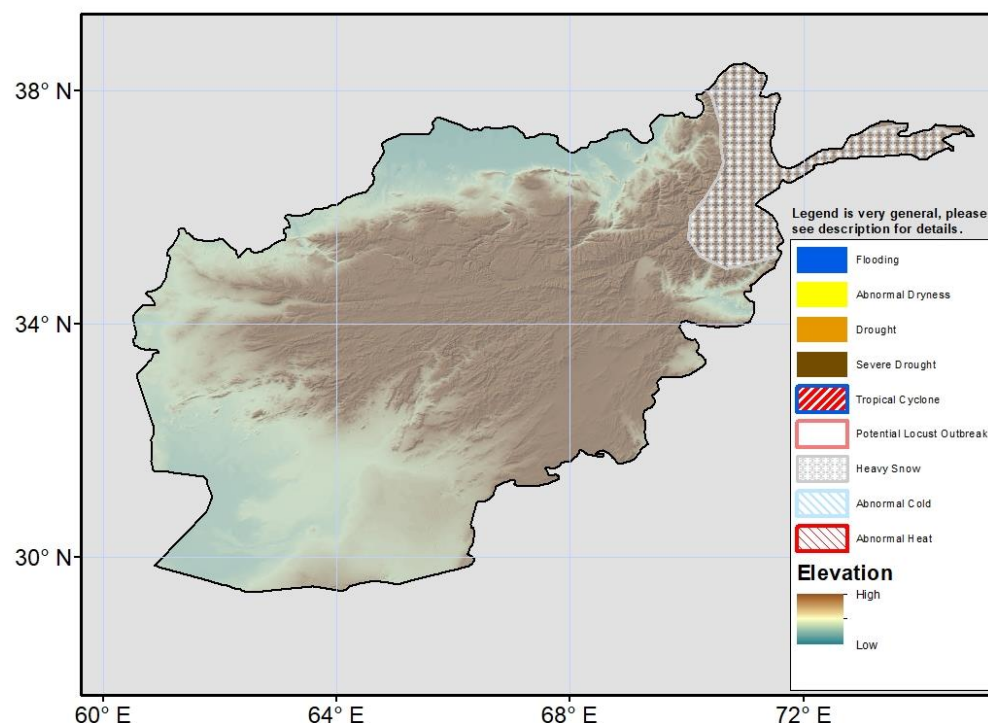 38° N
34° N
30° N
60° E
64° E
68° E
72° E
Legend is very general, please
see description for details.
Flooding
Abnormal Dryness
Drought
Severe Drought
Tropical Cyclone
Potential Locust Outbreak
Heavy Snow
Abnormal Cold
Abnormal Heat
Elevation
High
Low